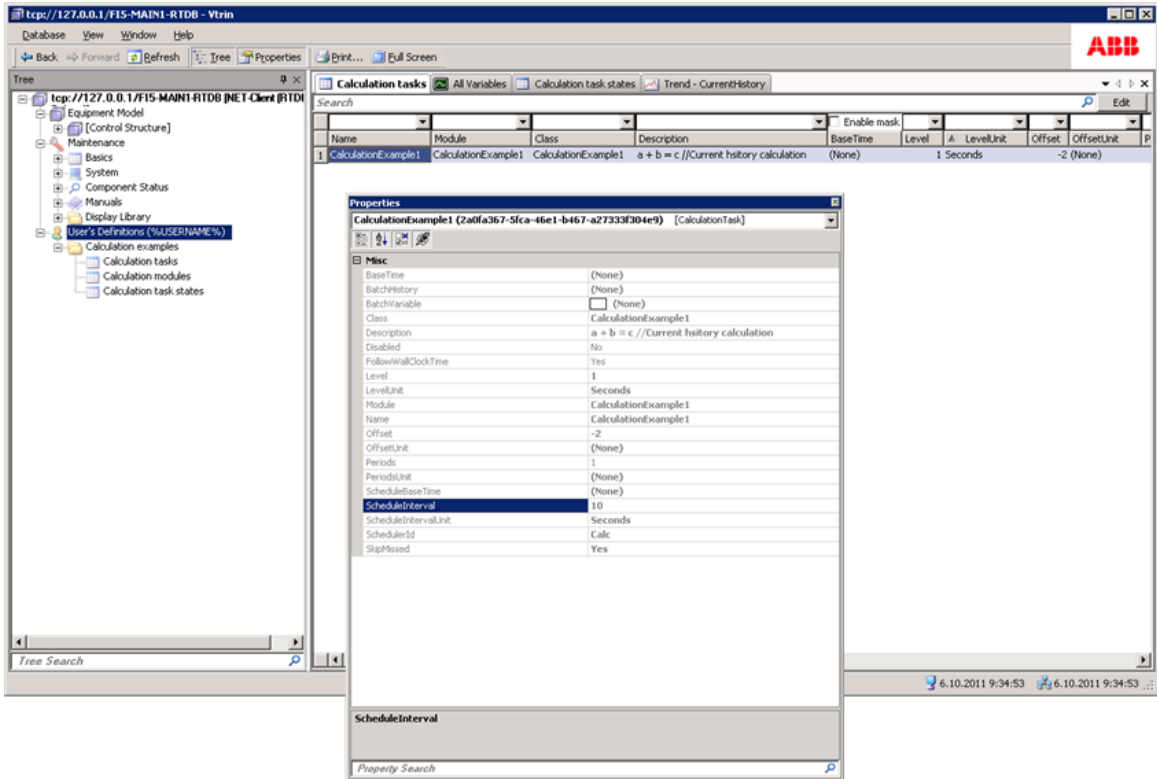 tcp://127.0.0.1/FI5-MAIN1-RTDB - Vtrin
Database View Window Help
Back Forward Refresh Tree Properties Print... Full Screen
ABB
Tree
tcp://127.0.0.1/FI5-MAIN1-RTDB [NET-Client (RTDI
Equipment Model
[Control Structure]
Maintenance
Basics
System
Component Status
Manuals
Display Library
User's Definitions (%USERNAME%)
Calculation examples
Calculation tasks
Calculation modules
Calculation task states
Tree Search
Calculation tasks All Variables Calculation task states Trend - CurrentHistory
Search Edit
Enable mask
Name Module Class Description BaseTime Level LevelUnit Offset OffsetUnit P
1 CalculationExample1 CalculationExample1 CalculationExample1 a + b = c //Current hsitory calculation (None) 1 Seconds -2 (None)
Properties
CalculationExample1 (2a0fa367-5fca-46e1-b467-a27333f304e9) [CalculationTask]
Misc
BaseTime (None)
BatchHistory (None)
BatchVariable (None)
Class CalculationExample1
Description a + b = c //Current hsitory calculation
Disabled No
FollowWallClockTime Yes
Level 1
LevelUnit Seconds
Module CalculationExample1
Name CalculationExample1
Offset -2
OffsetUnit (None)
Periods 1
PeriodsUnit (None)
ScheduleBaseTime (None)
ScheduleInterval 10
ScheduleIntervalUnit Seconds
SchedulerId Calc
SkipMissed Yes
ScheduleInterval
Property Search
6.10.2011 9:34:53 6.10.2011 9:34:53